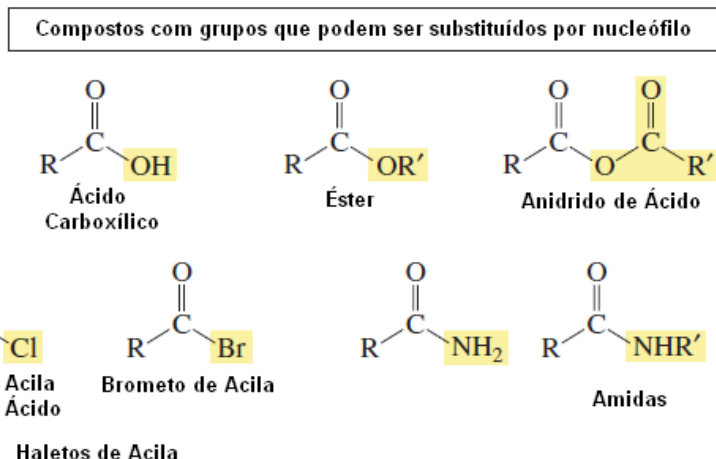 Compostos com grupos que podem ser substituídos por nucleófilo
O O O O
C C C C
R OH R OR′ R O R′
Ácido
Carboxílico
Éster
Anidrido de Ácido
O O O
C C C
Cl R Br R NH₂ R NHR′
Acila
Ácido
Brometo de Acila
Amidas
Haletos de Acila